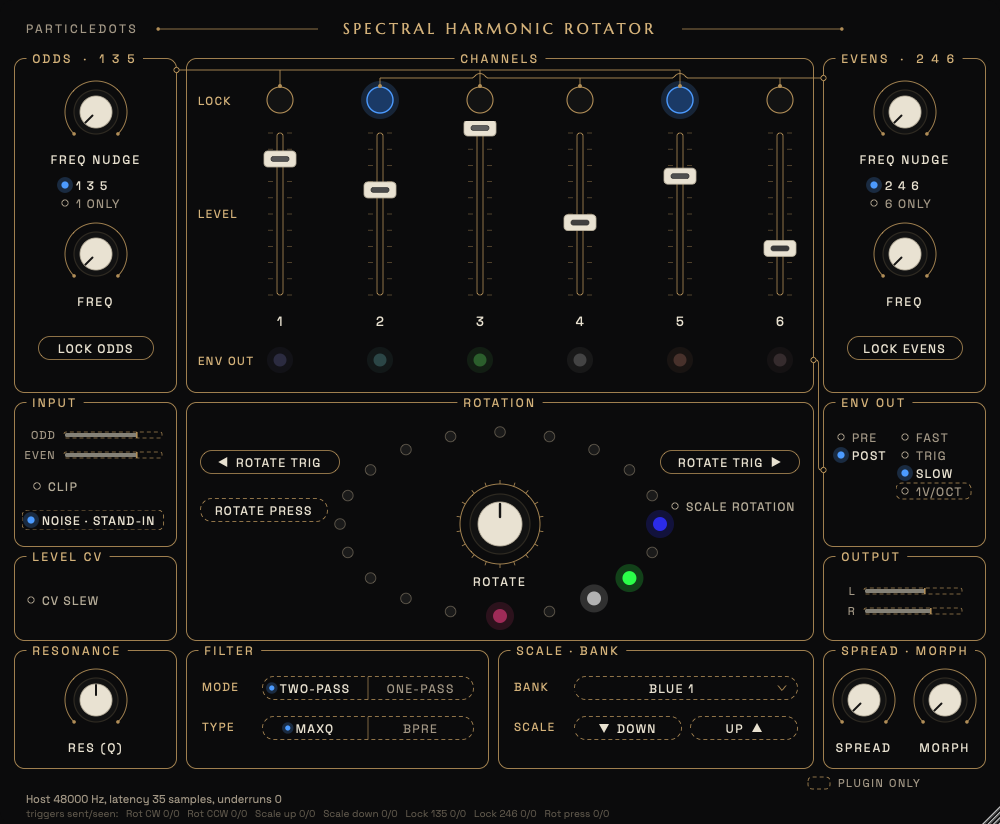 PARTICLEDOTS
SPECTRAL HARMONIC ROTATOR
ODDS · 1 3 5
CHANNELS
EVENS · 2 4 6
LOCK
FREQ NUDGE
FREQ NUDGE
1 3 5
1 ONLY
2 4 6
6 ONLY
LEVEL
FREQ
FREQ
1 2 3 4 5 6
LOCK ODDS
LOCK EVENS
ENV OUT
INPUT
ROTATION
ENV OUT
ODD
EVEN
CLIP
NOISE · STAND-IN
◀ ROTATE TRIG
ROTATE TRIG ▶
ROTATE PRESS
SCALE ROTATION
PRE
POST
FAST
TRIG
SLOW
1V/OCT
LEVEL CV
CV SLEW
ROTATE
OUTPUT
L
R
RESONANCE
FILTER
SCALE · BANK
SPREAD · MORPH
MODE
TWO-PASS
ONE-PASS
BANK
BLUE 1
TYPE
MAXQ
BPRE
SCALE
▼ DOWN
UP ▲
RES (Q)
SPREAD
MORPH
PLUGIN ONLY
Host 48000 Hz, latency 35 samples, underruns 0
triggers sent/seen: Rot CW 0/0 Rot CCW 0/0 Scale up 0/0 Scale down 0/0 Lock 135 0/0 Lock 246 0/0 Rot press 0/0